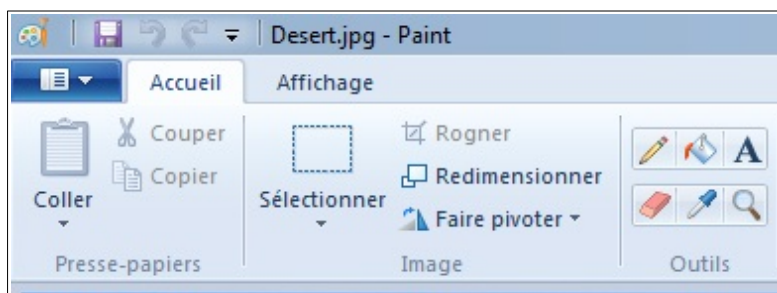 Desert.jpg - Paint
Accueil Affichage
Coller
Couper
Copier
Presse-papiers
Sélectionner
Rogner
Redimensionner
Faire pivoter
Image
A
Outils